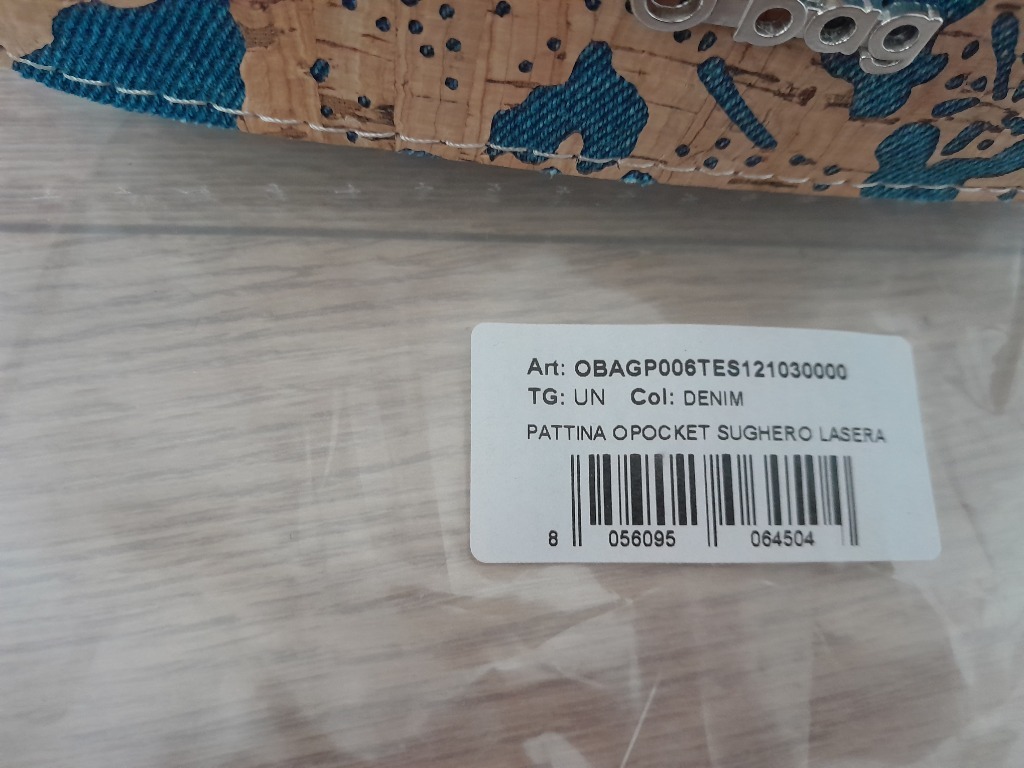 O bag
Art: OBAGP006TES121030000
TG: UN Col: DENIM
PATTINA OPOCKET SUGHERO LASERA
8 056095 064504